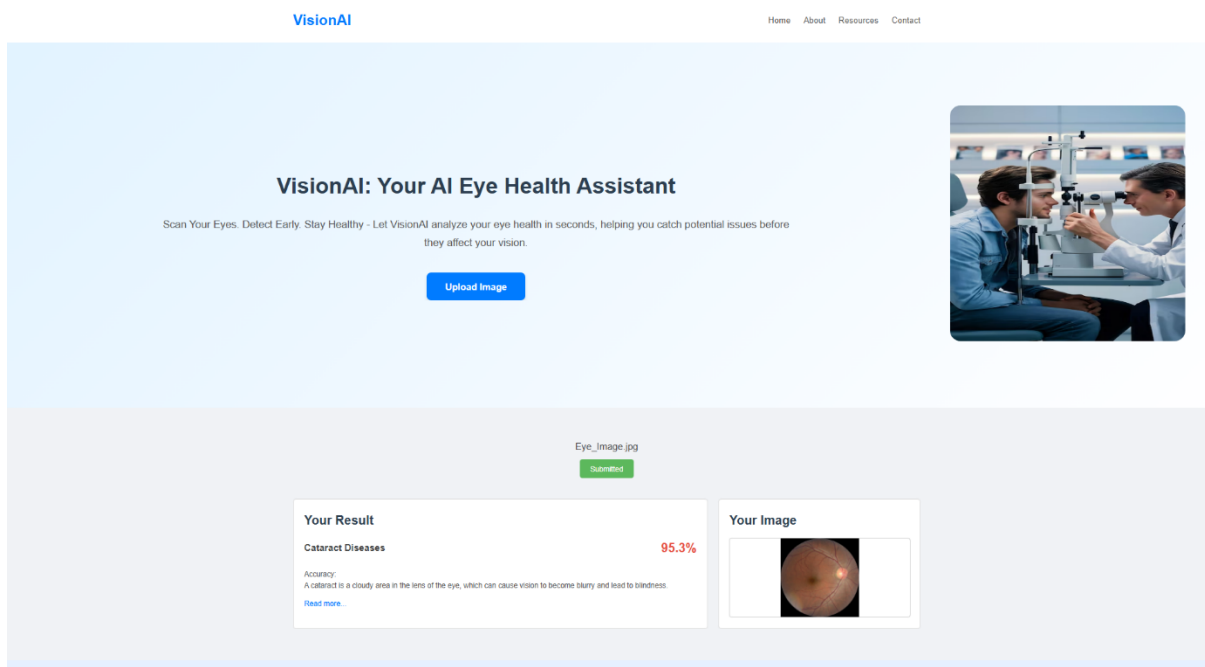 VisionAI
Home About Resources Contact
VisionAI: Your AI Eye Health Assistant
Scan Your Eyes. Detect Early. Stay Healthy - Let VisionAI analyze your eye health in seconds, helping you catch potential issues before
they affect your vision.
Upload Image
Eye_Image.jpg
Submitted
Your Result
Cataract Diseases 95.3%
Accuracy:
A cataract is a cloudy area in the lens of the eye, which can cause vision to become blurry and lead to blindness.
Read more...
Your Image